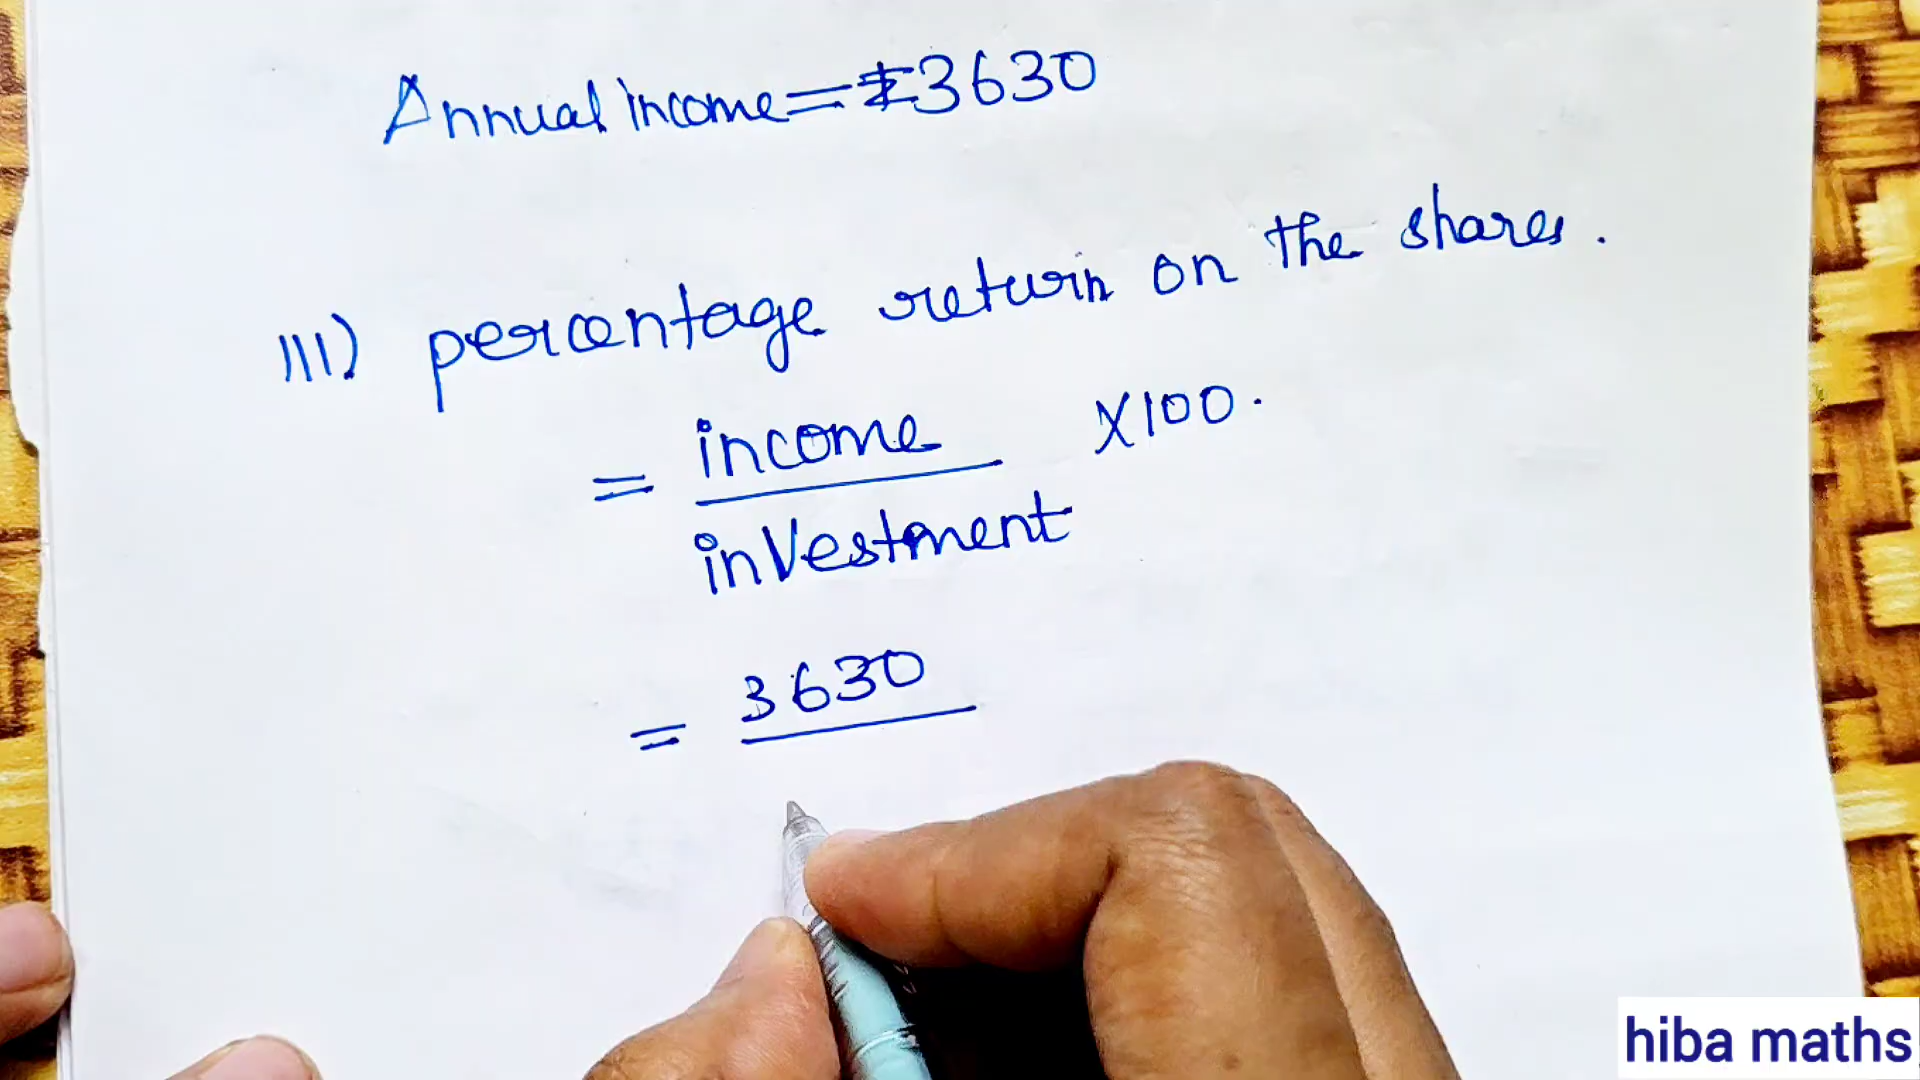 Annual income = ₹3630
III) percentage return on the shares.
= income / investment X100.
= 3630
hiba maths